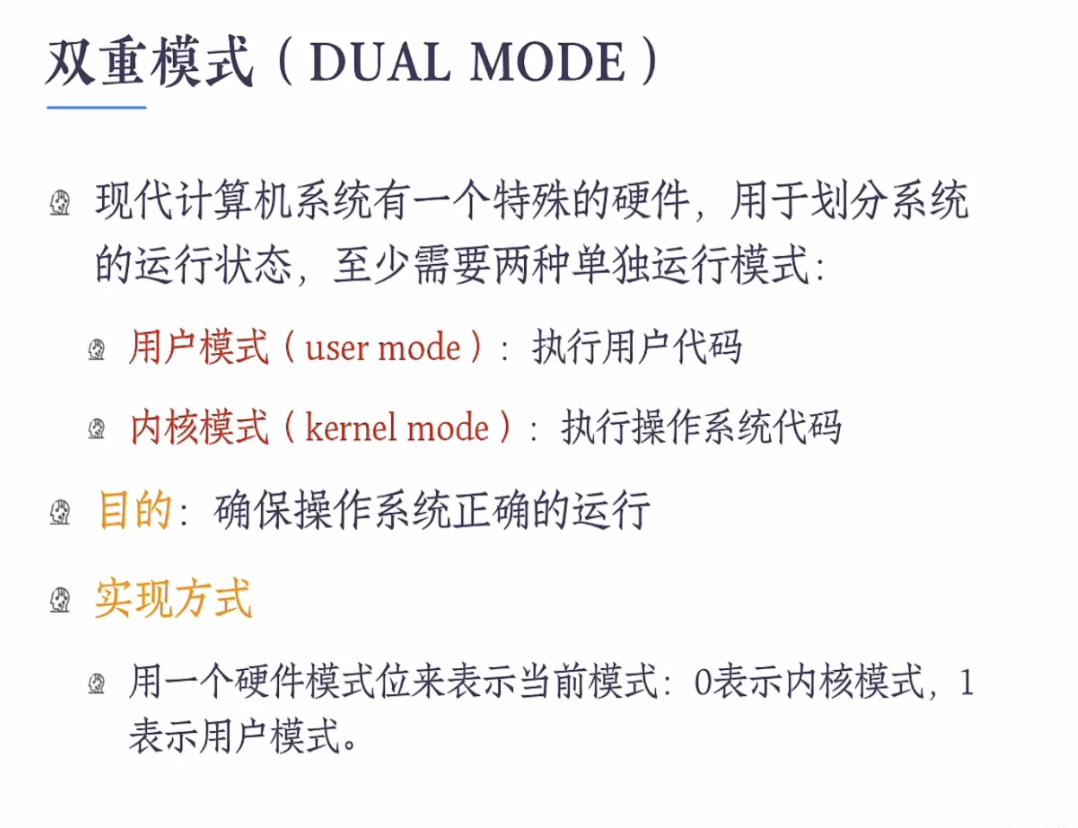 双重模式（DUAL MODE）
现代计算机系统有一个特殊的硬件，用于划分系统
的运行状态，至少需要两种单独运行模式：
用户模式（user mode）：执行用户代码
内核模式（kernel mode）：执行操作系统代码
目的：确保操作系统正确的运行
实现方式
用一个硬件模式位来表示当前模式：0表示内核模式，1
表示用户模式。